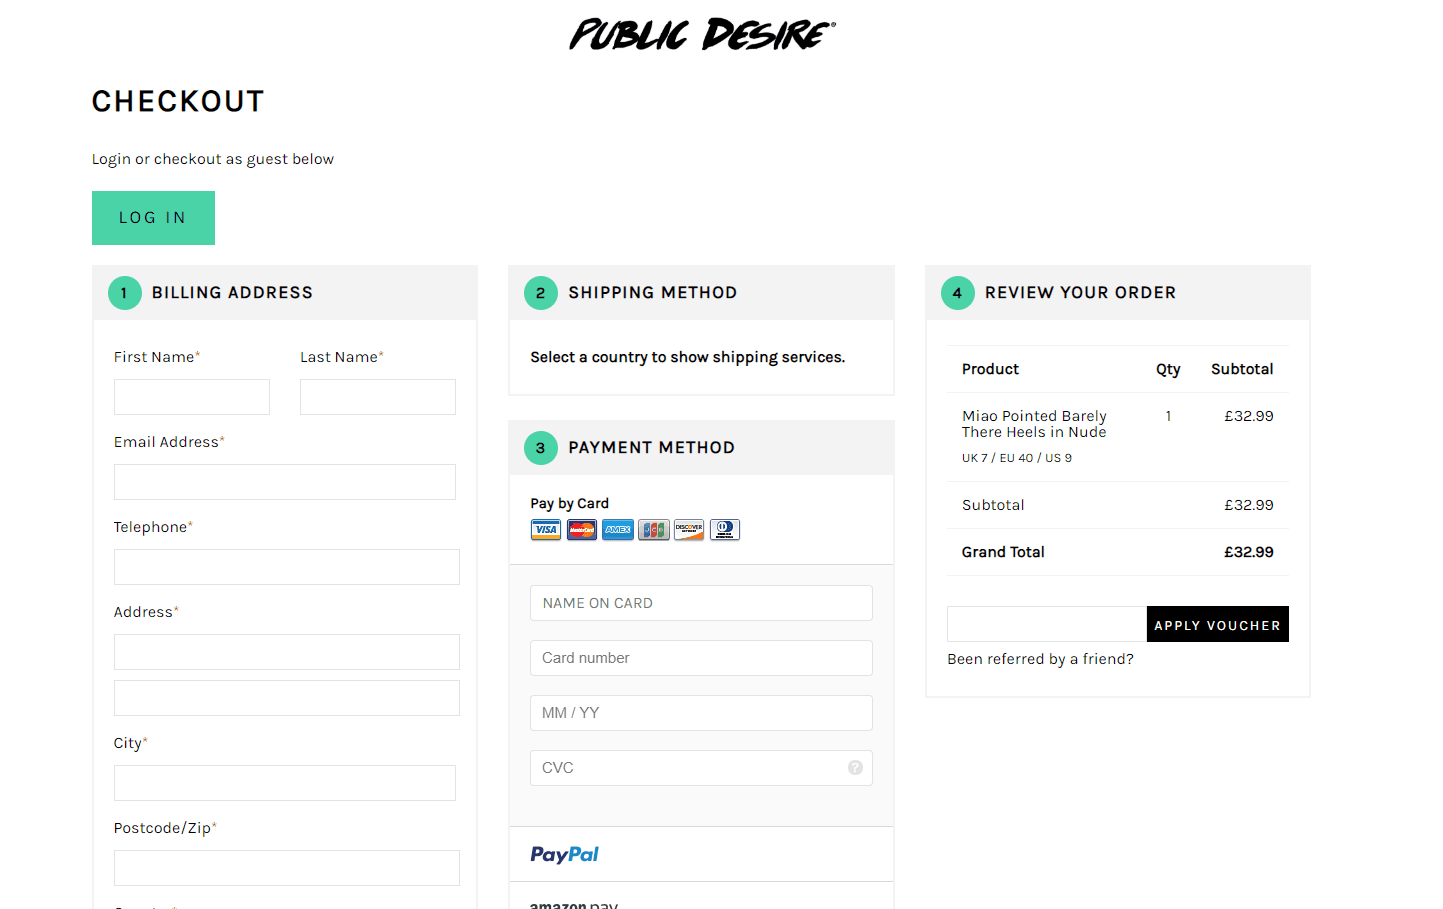 PUBLIC DESIRE®
CHECKOUT
Login or checkout as guest below
LOG IN
1 BILLING ADDRESS
First Name* Last Name*
Email Address*
Telephone*
Address*
City*
Postcode/Zip*
2 SHIPPING METHOD
Select a country to show shipping services.
3 PAYMENT METHOD
Pay by Card
VISA MasterCard AMEX JCB DISCOVER
NAME ON CARD
Card number
MM / YY
CVC ?
PayPal
amazon pay
4 REVIEW YOUR ORDER
Product Qty Subtotal
Miao Pointed Barely 1 £32.99
There Heels in Nude
UK 7 / EU 40 / US 9
Subtotal £32.99
Grand Total £32.99
APPLY VOUCHER
Been referred by a friend?